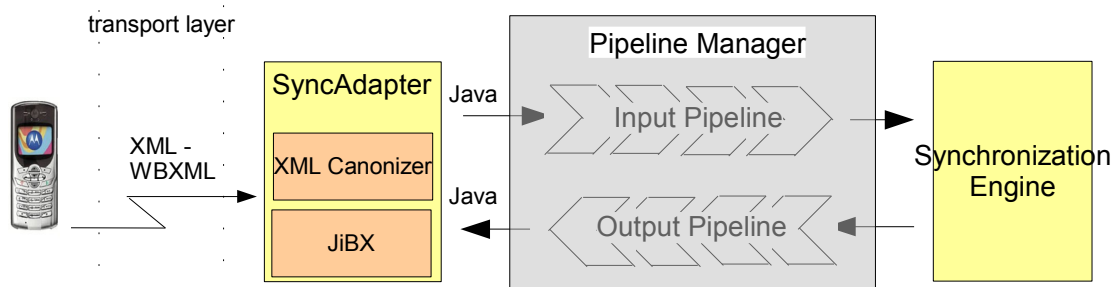 transport layer
Pipeline Manager
SyncAdapter
Java
Input Pipeline
XML -
WBXML
XML Canonizer
Synchronization
Engine
Java
Output Pipeline
JiBX